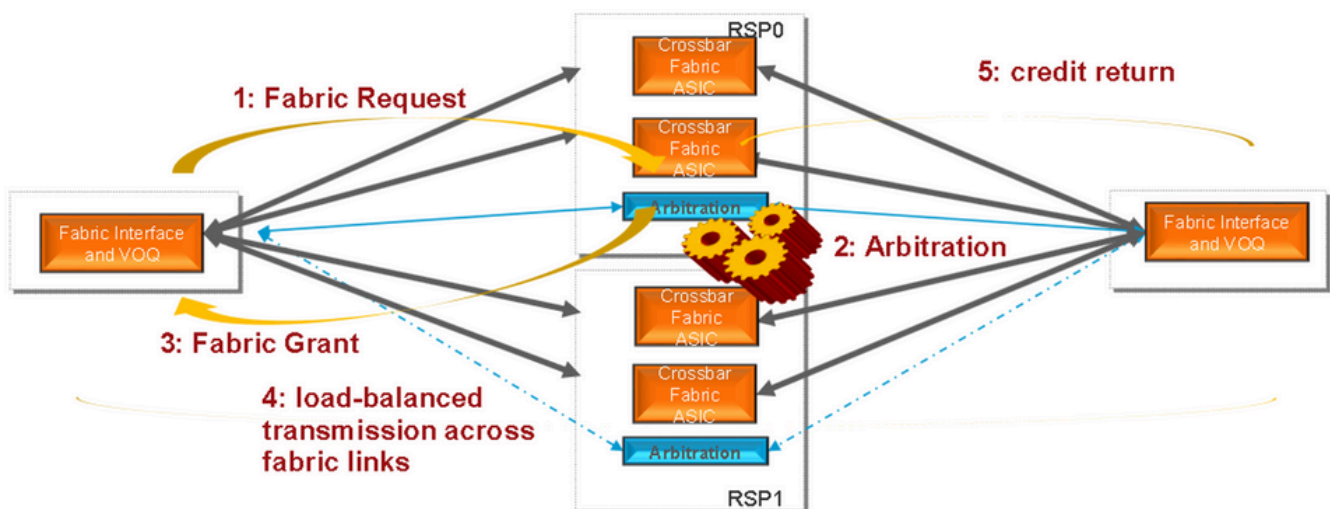 RSP0
Crossbar
Fabric
ASIC
5: credit return
1: Fabric Request
Crossbar
Fabric
ASIC
Arbitration
Fabric Interface
and VOQ
Fabric Interface
and VOQ
2: Arbitration
Crossbar
Fabric
ASIC
3: Fabric Grant
Crossbar
Fabric
ASIC
4: load-balanced
transmission across
fabric links
Arbitration
RSP1